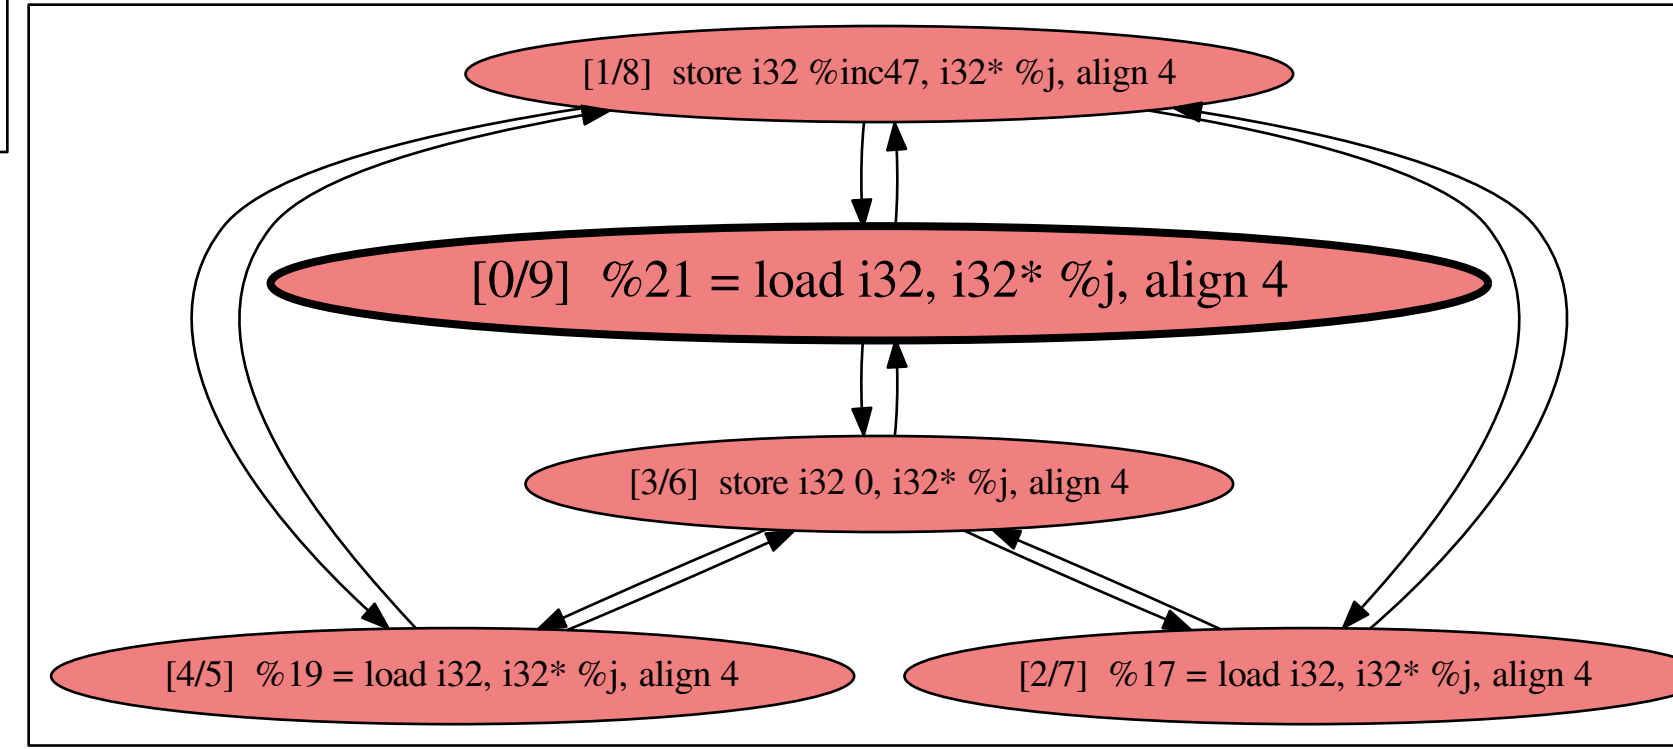 [1/8]  store i32 %inc47, i32* %j, align 4
[0/9]  %21 = load i32, i32* %j, align 4
[3/6]  store i32 0, i32* %j, align 4
[4/5]  %19 = load i32, i32* %j, align 4
[2/7]  %17 = load i32, i32* %j, align 4